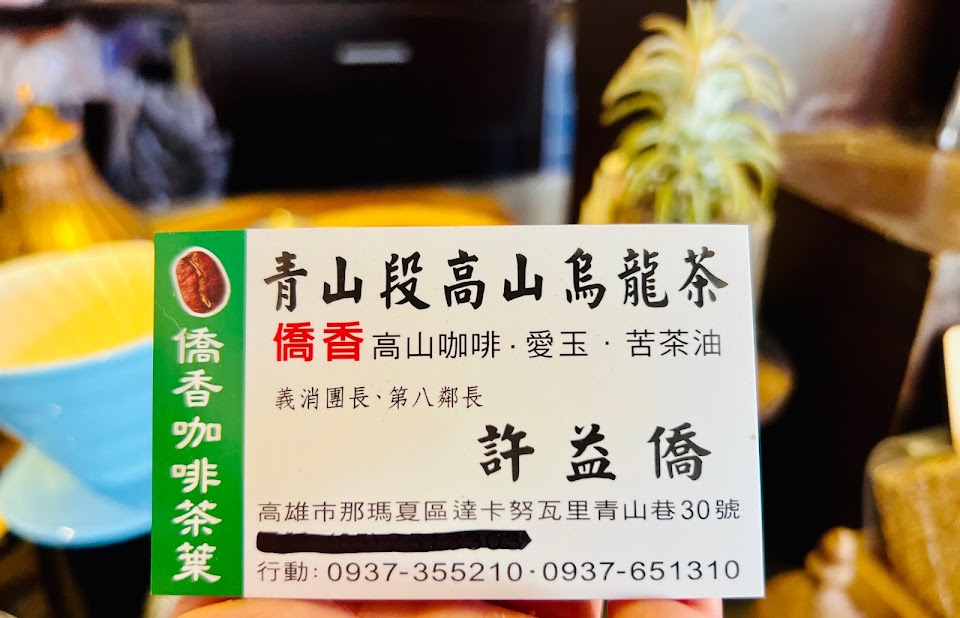 僑香咖啡茶葉
青山段高山烏龍茶
僑香高山咖啡·愛玉·苦茶油
義消團長、第八鄰長
許益僑
高雄市那瑪夏區達卡努瓦里青山巷30號
行動:0937-355210·0937-651310